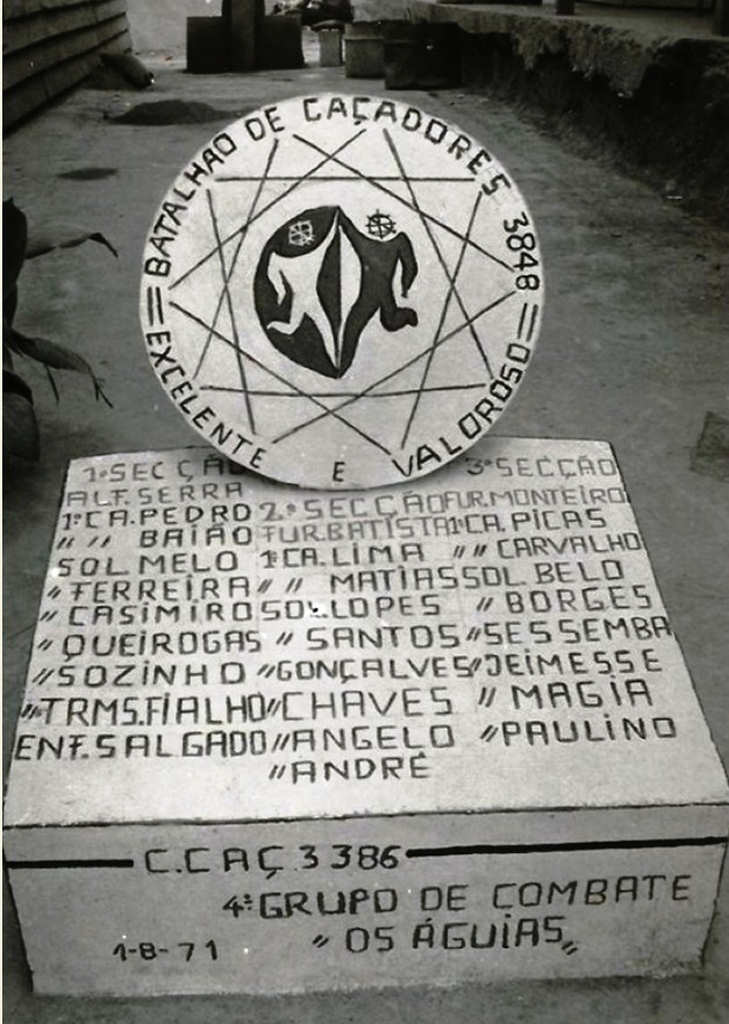 BATALHAO DE CAÇADORES 3848
= EXCELENTE E VALOROSO =
1ª SECÇÃO
ALF. SERRA
1º CA. PEDRO
〃 〃 BAIÃO
SOL MELO
〃 FERREIRA
〃 CASIMIRO
〃 QUEIROGAS
〃 SOZINHO
〃 TRMS. FIALHO
ENF. SALGADO
2ª SECÇÃO
FUR. BATISTA
1º CA. LIMA
〃 〃 MATIAS
SOL. LOPES
〃 SANTOS
〃 GONÇALVES
〃 CHAVES
〃 ANGELO
〃 ANDRÉ
3ª SECÇÃO
FUR. MONTEIRO
1º CA. PICAS
〃 〃 CARVALHO
SOL BELO
〃 BORGES
〃 SESSEMBA
〃 JEIMESSE
〃 MAGIA
〃 PAULINO
C. CAÇ. 3386
4º GRUPO DE COMBATE
1-8-71 〃 OS ÁGUIAS 〃